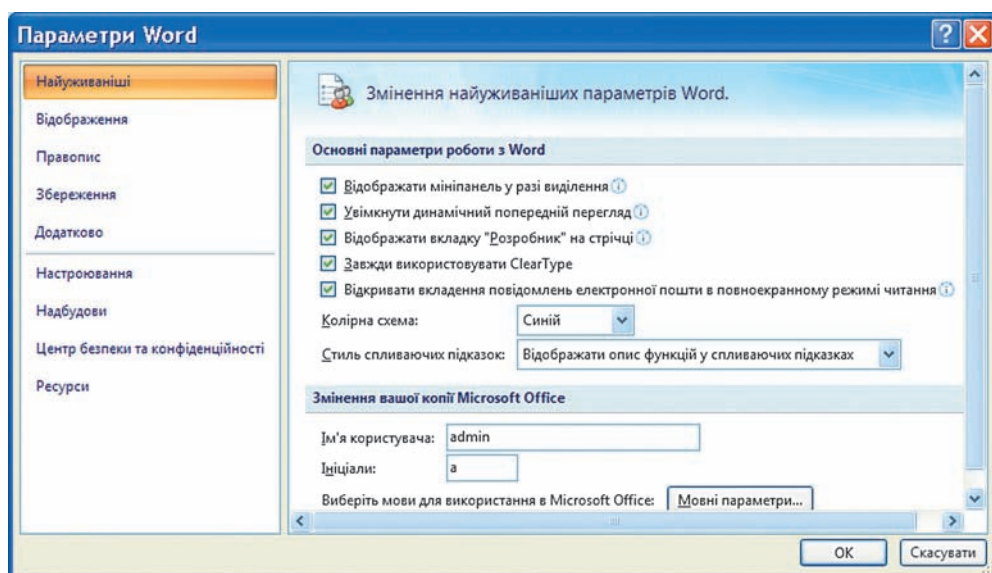 Параметри Word
Найуживаніші
Відображення
Правопис
Збереження
Додатково
Настроювання
Надбудови
Центр безпеки та конфіденційності
Ресурси
Змінення найуживаніших параметрів Word.
Основні параметри роботи з Word
Відображати мініпанель у разі виділення
Увімкнути динамічний попередній перегляд
Відображати вкладку "Розробник" на стрічці
Завжди використовувати ClearType
Відкривати вкладення повідомлень електронної пошти в повноекранному режимі читання
Колірна схема: Синій
Стиль спливаючих підказок: Відображати опис функцій у спливаючих підказках
Змінення вашої копії Microsoft Office
Ім'я користувача: admin
Ініціали: a
Виберіть мови для використання в Microsoft Office: Мовні параметри...
ОК Скасувати